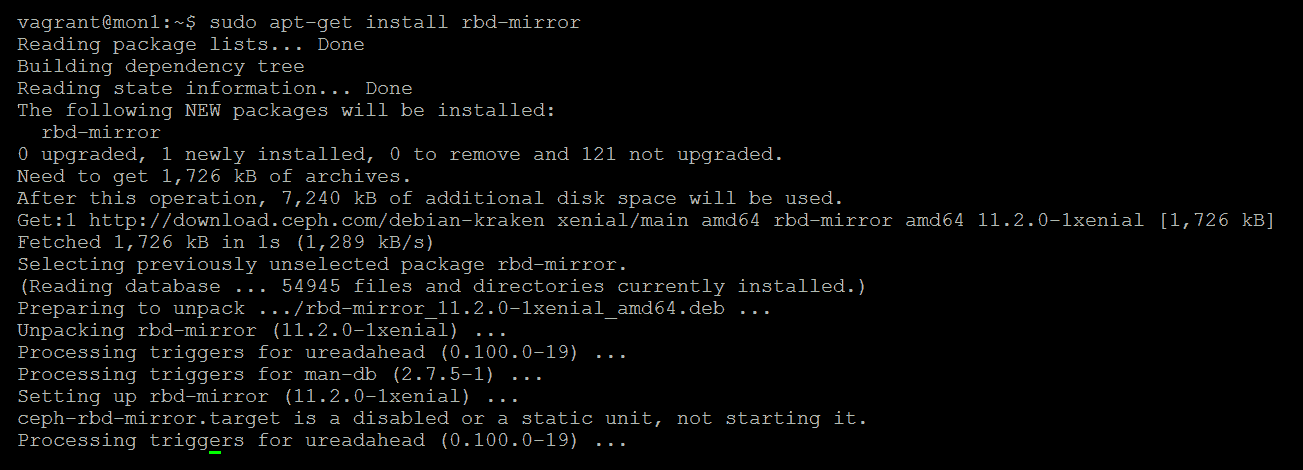 vagrant@mon1:~$ sudo apt-get install rbd-mirror
Reading package lists... Done
Building dependency tree
Reading state information... Done
The following NEW packages will be installed:
  rbd-mirror
0 upgraded, 1 newly installed, 0 to remove and 121 not upgraded.
Need to get 1,726 kB of archives.
After this operation, 7,240 kB of additional disk space will be used.
Get:1 http://download.ceph.com/debian-kraken xenial/main amd64 rbd-mirror amd64 11.2.0-1xenial [1,726 kB]
Fetched 1,726 kB in 1s (1,289 kB/s)
Selecting previously unselected package rbd-mirror.
(Reading database ... 54945 files and directories currently installed.)
Preparing to unpack .../rbd-mirror_11.2.0-1xenial_amd64.deb ...
Unpacking rbd-mirror (11.2.0-1xenial) ...
Processing triggers for ureadahead (0.100.0-19) ...
Processing triggers for man-db (2.7.5-1) ...
Setting up rbd-mirror (11.2.0-1xenial) ...
ceph-rbd-mirror.target is a disabled or a static unit, not starting it.
Processing triggers for ureadahead (0.100.0-19) ...